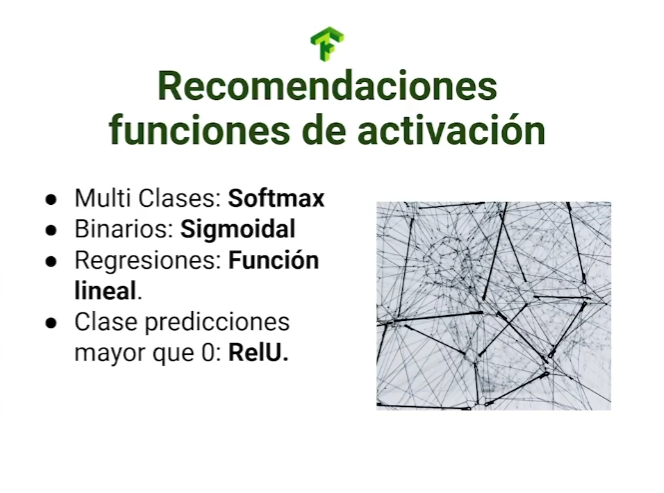 Recomendaciones
funciones de activación
● Multi Clases: Softmax
● Binarios: Sigmoidal
● Regresiones: Función
lineal.
● Clase predicciones
mayor que 0: RelU.